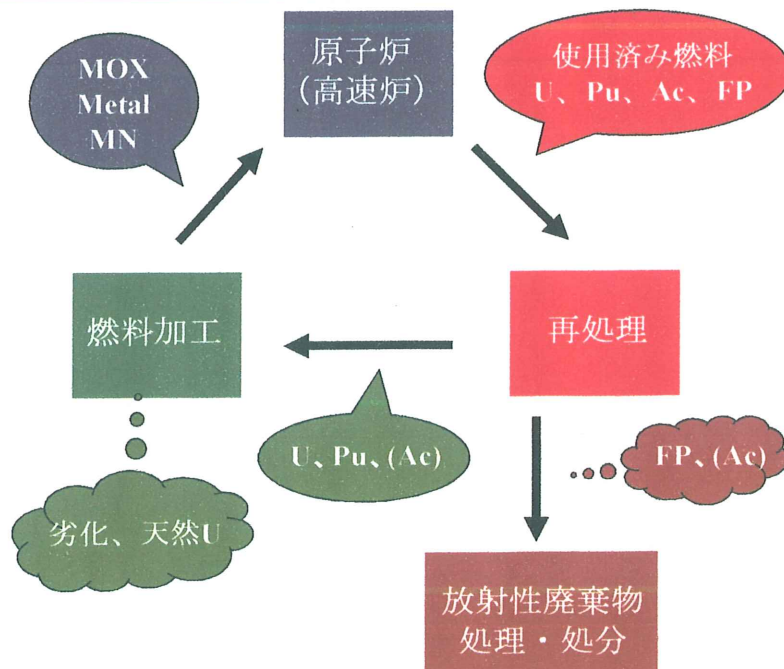 MOX
Metal
MN
原子炉
(高速炉)
使用済み燃料
U、Pu、Ac、FP
燃料加工
再処理
U、Pu、(Ac)
FP、(Ac)
劣化、天然U
放射性廃棄物
処理・処分